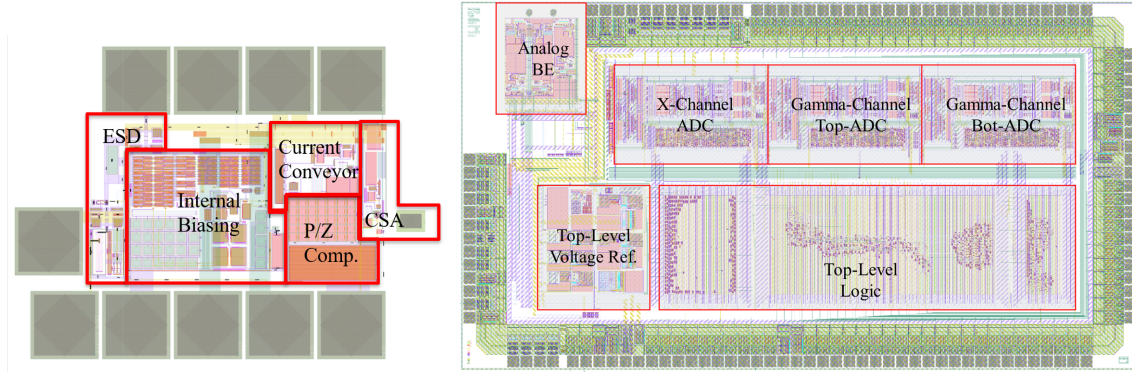 ESD
Current
Conveyor
Internal
Biasing
CSA
P/Z
Comp.
Analog
BE
X-Channel
ADC
Gamma-Channel
Top-ADC
Gamma-Channel
Bot-ADC
Top-Level
Voltage Ref.
Top-Level
Logic